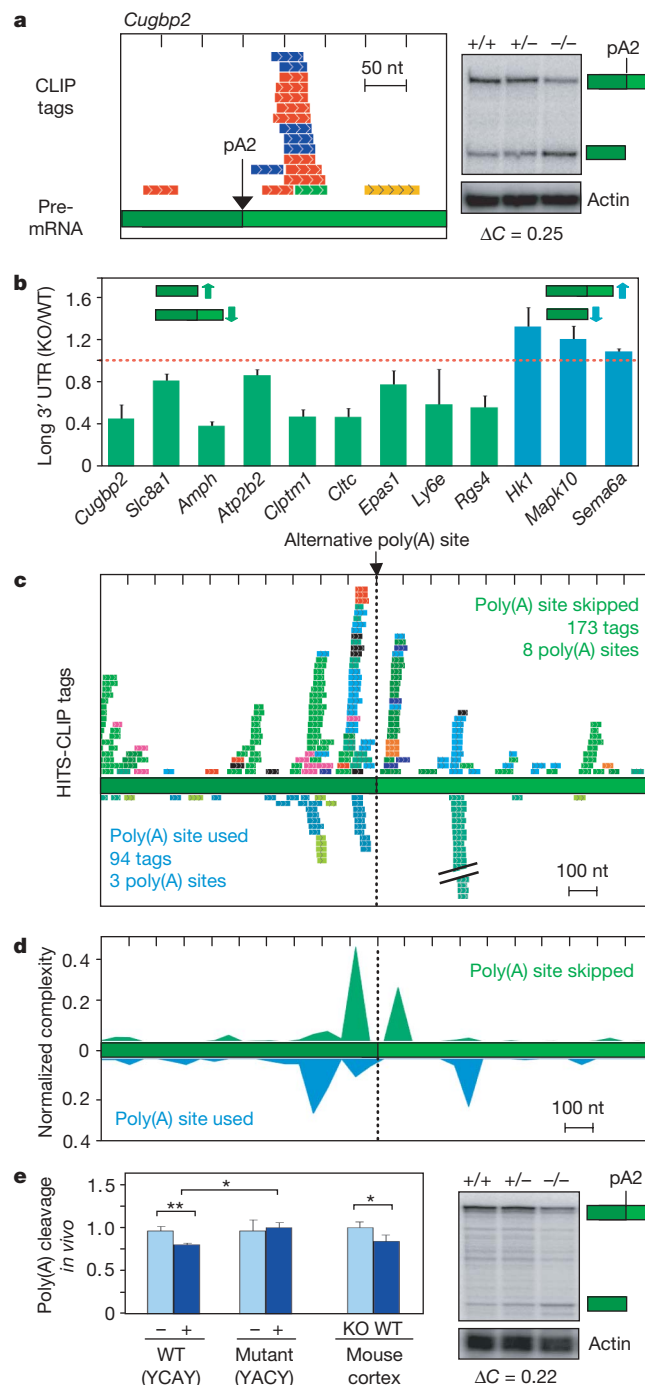 a
Cugbp2
CLIP
tags
50 nt
pA2
Pre-
mRNA
+/+ +/– –/–
pA2
Actin
ΔC = 0.25
b
Long 3′ UTR (KO/WT)
1.6
1.2
0.8
0.4
0
Cugbp2
Slc8a1
Amph
Atp2b2
Clptm1
Cltc
Epas1
Ly6e
Rgs4
Hk1
Mapk10
Sema6a
Alternative poly(A) site
c
HITS-CLIP tags
Poly(A) site skipped
173 tags
8 poly(A) sites
Poly(A) site used
94 tags
3 poly(A) sites
100 nt
d
Normalized complexity
0.4
0.2
0
0.2
0.4
Poly(A) site skipped
Poly(A) site used
100 nt
e
Poly(A) cleavage
in vivo
1.5
1.0
0.5
0
**
*
*
– +
– +
KO WT
WT
(YCAY)
Mutant
(YACY)
Mouse
cortex
+/+ +/– –/–
pA2
Actin
ΔC = 0.22